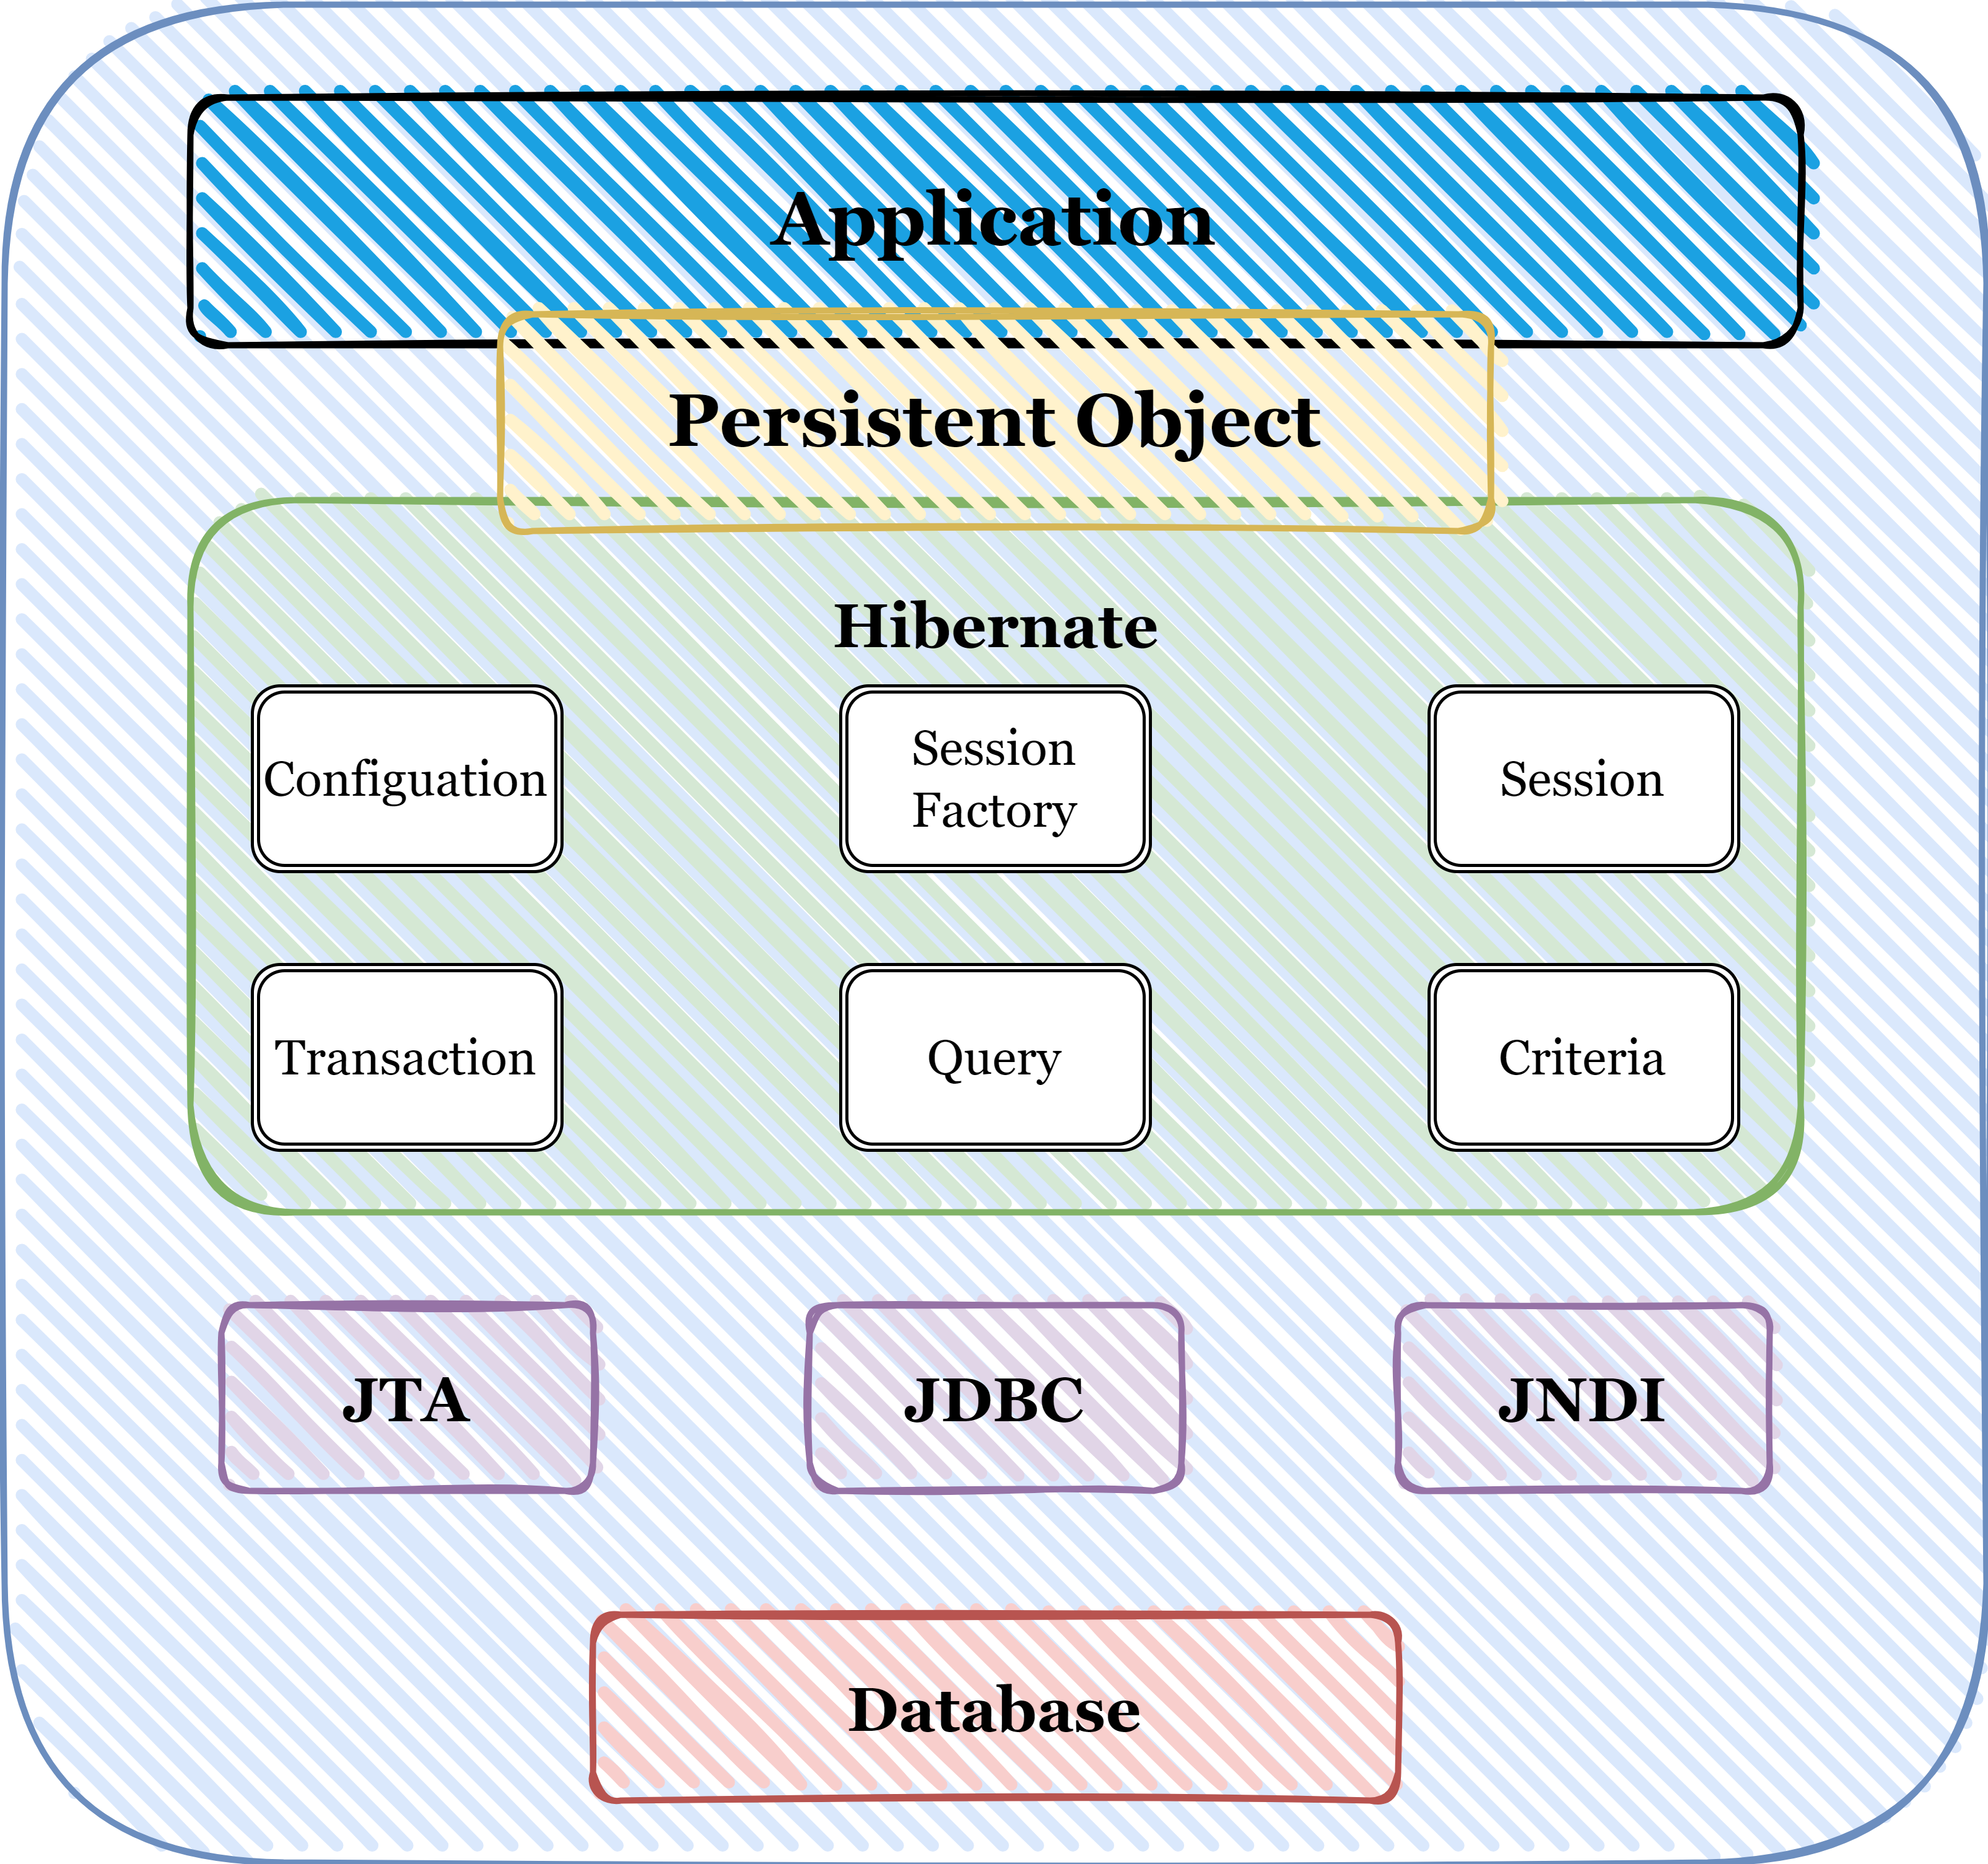 Application
Persistent Object
Hibernate
Configuation
Session
Factory
Session
Transaction
Query
Criteria
JTA
JDBC
JNDI
Database